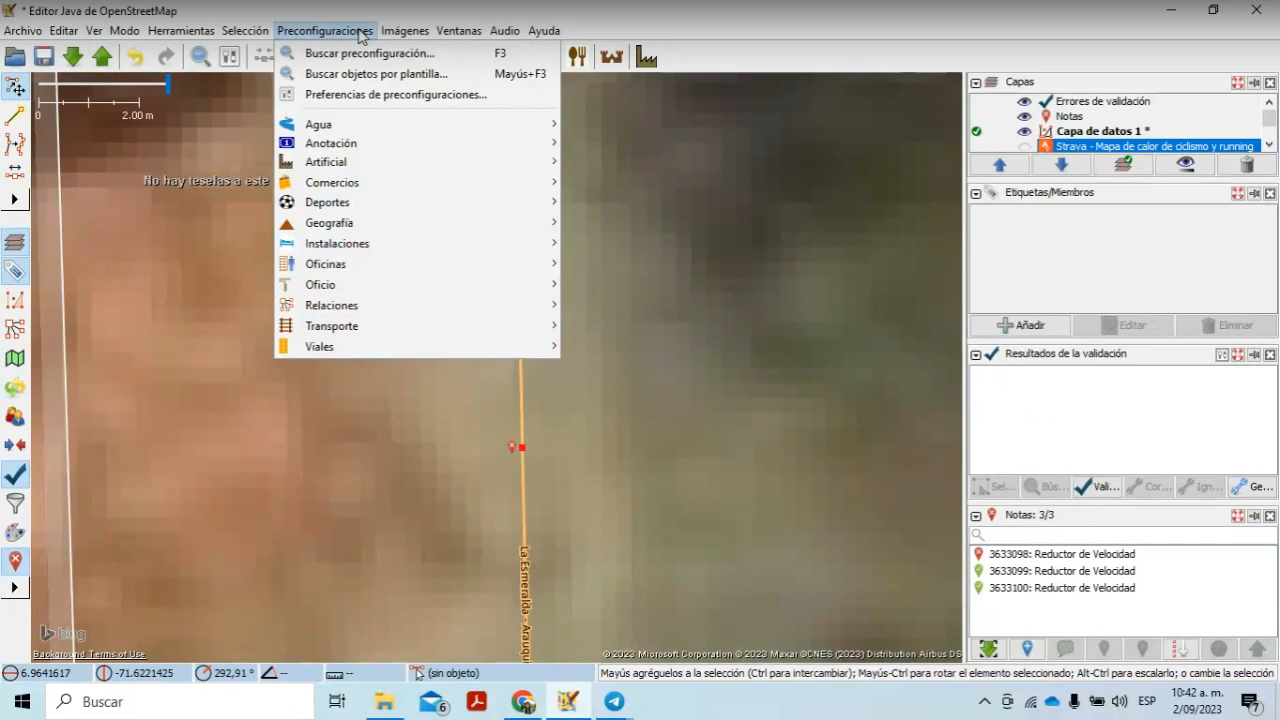 * Editor Java de OpenStreetMap
Archivo Editar Ver Modo Herramientas Selección Preconfiguraciones Imágenes Ventanas Audio Ayuda
Buscar preconfiguración... F3
Buscar objetos por plantilla... Mayús+F3
Preferencias de preconfiguraciones...
Agua
Anotación
Artificial
Comercios
Deportes
Geografía
Instalaciones
Oficinas
Oficio
Relaciones
Transporte
Viales
0 2.00 m
No hay teselas a este
La Esmeralda - Arauqui
bing
Background Terms of Use
© 2023 Microsoft Corporation © 2023 Maxar ©CNES (2023) Distribution Airbus DS
Capas
Errores de validación
Notas
Capa de datos 1 *
Strava - Mapa de calor de ciclismo y running
Etiquetas/Miembros
Añadir Editar Eliminar
Resultados de la validación
Sel... Bús... Vali... Cor... Ign... Ge...
Notas: 3/3
3633098: Reductor de Velocidad
3633099: Reductor de Velocidad
3633100: Reductor de Velocidad
6.9641617 -71.6221425 292,91 ° -- -- (sin objeto) Mayús agréguelos a la selección (Ctrl para intercambiar); Mayús-Ctrl para rotar el elemento seleccionado; Alt-Ctrl para escalarlo; o cambie la selección
Buscar
6
ESP
10:42 a. m.
2/09/2023
7